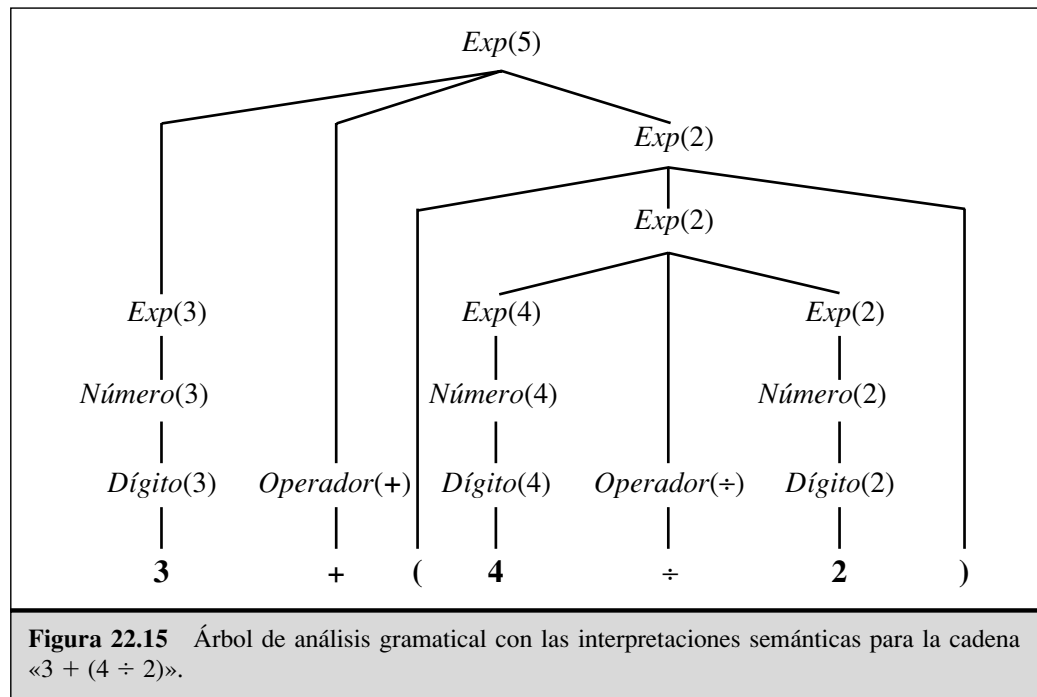 Exp(5)
Exp(2)
Exp(2)
Exp(3) Exp(4) Exp(2)
Número(3) Número(4) Número(2)
Dígito(3) Operador(+) Dígito(4) Operador(÷) Dígito(2)
3 + ( 4 ÷ 2 )
Figura 22.15 Árbol de análisis gramatical con las interpretaciones semánticas para la cadena
«3 + (4 ÷ 2)».